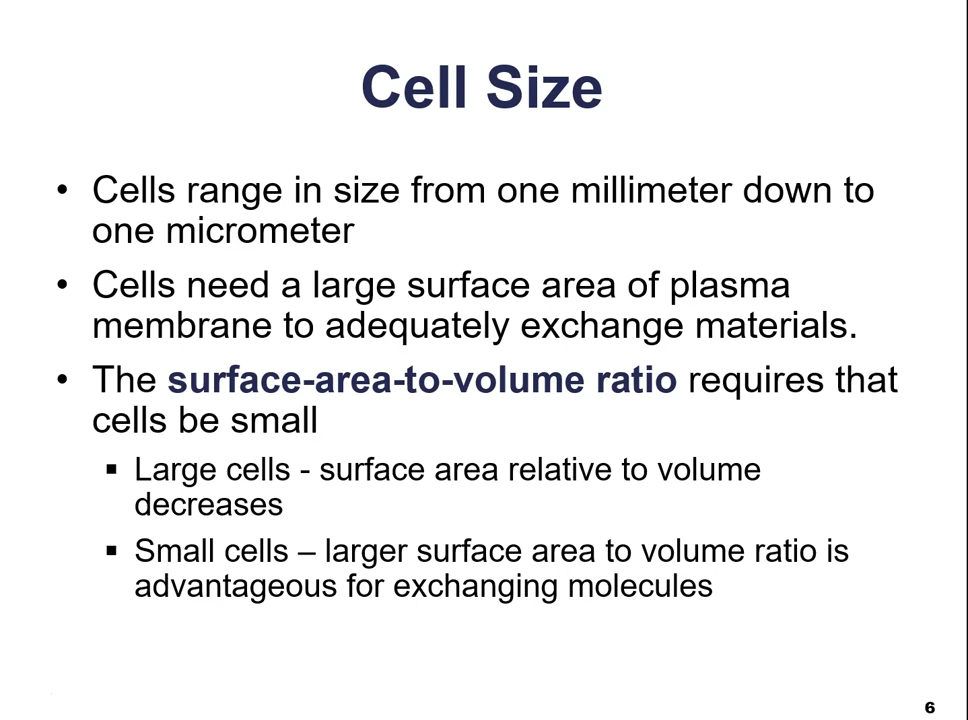 Cell Size
• Cells range in size from one millimeter down to
one micrometer
• Cells need a large surface area of plasma
membrane to adequately exchange materials.
• The surface-area-to-volume ratio requires that
cells be small
▪ Large cells - surface area relative to volume
decreases
▪ Small cells – larger surface area to volume ratio is
advantageous for exchanging molecules
6